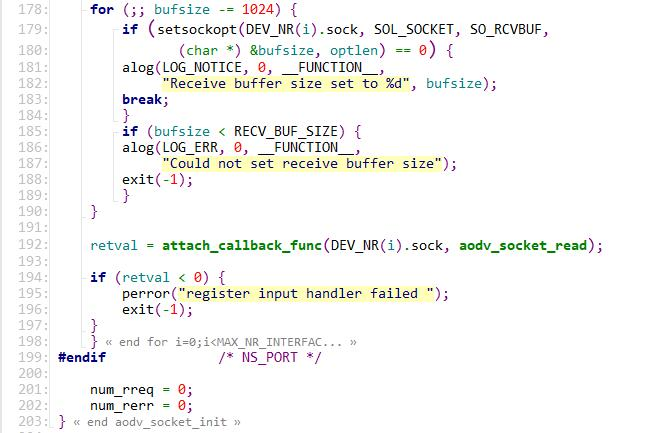 178: for (;; bufsize -= 1024) {
179: if (setsockopt(DEV_NR(i).sock, SOL_SOCKET, SO_RCVBUF,
180: (char *) &bufsize, optlen) == 0) {
181: alog(LOG_NOTICE, 0, __FUNCTION__,
182: "Receive buffer size set to %d", bufsize);
183: break;
184: }
185: if (bufsize < RECV_BUF_SIZE) {
186: alog(LOG_ERR, 0, __FUNCTION__,
187: "Could not set receive buffer size");
188: exit(-1);
189: }
190: }
191:
192: retval = attach_callback_func(DEV_NR(i).sock, aodv_socket_read);
193:
194: if (retval < 0) {
195: perror("register input handler failed ");
196: exit(-1);
197: }
198: } « end for i=0;i<MAX_NR_INTERFAC... »
199: #endif /* NS_PORT */
200:
201: num_rreq = 0;
202: num_rerr = 0;
203: } « end aodv_socket_init »